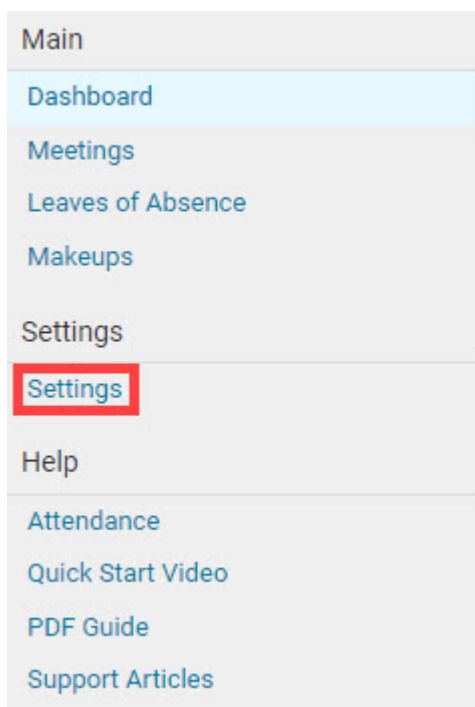 Main
Dashboard
Meetings
Leaves of Absence
Makeups
Settings
Settings
Help
Attendance
Quick Start Video
PDF Guide
Support Articles